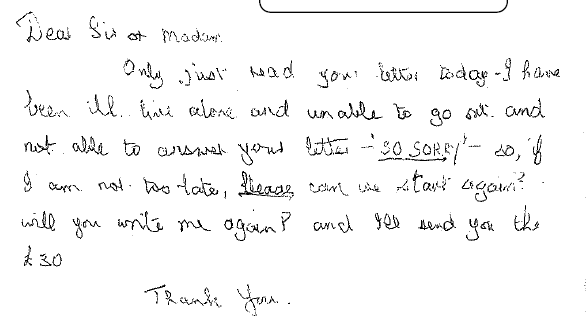 Dear Sir or Madam
Only just read your letter today - I have
been ill. live alone and unable to go out. and
not able to answer your letter - 'SO SORRY' - so, if
I am not too late, Please can we start again?
will you write me again? and I'll send you the
£30
Thank You.